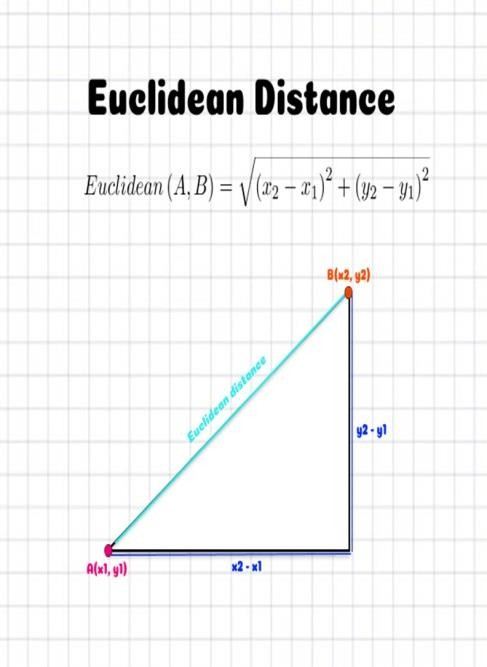 Euclidean Distance
Euclidean (A, B) = √(x₂ − x₁)² + (y₂ − y₁)²
B(x2, y2)
Euclidean distance
y2 - y1
A(x1, y1)
x2 - x1